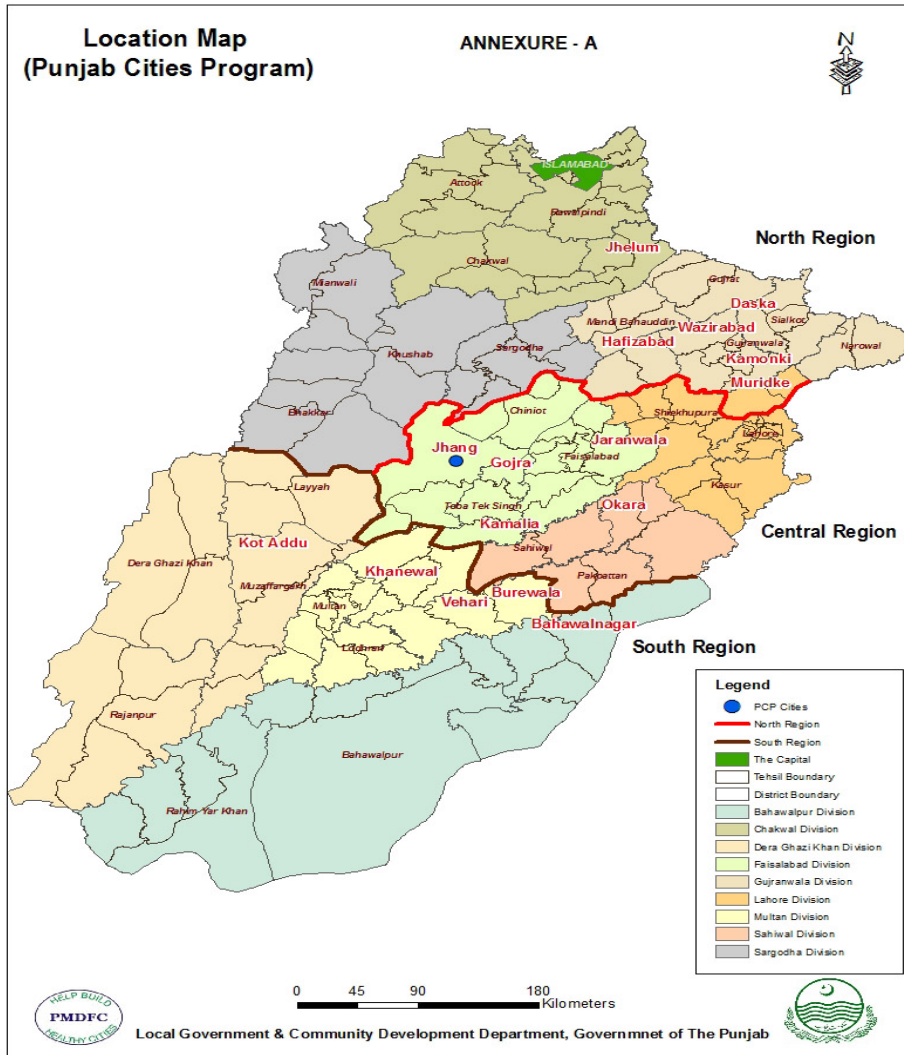 Location Map
(Punjab Cities Program)
ANNEXURE - A
N
ISLAMABAD
Attock
Rawalpindi
Jhelum
Chakwal
North Region
Mianwali
Gujrat
Daska
Mandi Bahauddin
Wazirabad
Sialkot
Hafizabad
Gujranwala
Narowal
Khushab
Sargodha
Kamonki
Muridke
Bhakkar
Chiniot
Shiekhupura
Lahore
Jhang
Jaranwala
Gojra
Faisalabad
Layyah
Kasur
Toba Tek Singh
Okara
Kamalia
Central Region
Kot Addu
Dera Ghazi Khan
Sahiwal
Khanewal
Pakpattan
Muzaffargarh
Burewala
Multan
Vehari
Bahawalnagar
Lodhran
South Region
Rajanpur
Bahawalpur
Rahim Yar Khan
Legend
PCP Cities
North Region
South Region
The Capital
Tehsil Boundary
District Boundary
Bahawalpur Division
Chakwal Division
Dera Ghazi Khan Division
Faisalabad Division
Gujranwala Division
Lahore Division
Multan Division
Sahiwal Division
Sargodha Division
0 45 90 180
Kilometers
HELP BUILD
PMDFC
HEALTHY CITIES
Local Government & Community Development Department, Governmnet of The Punjab